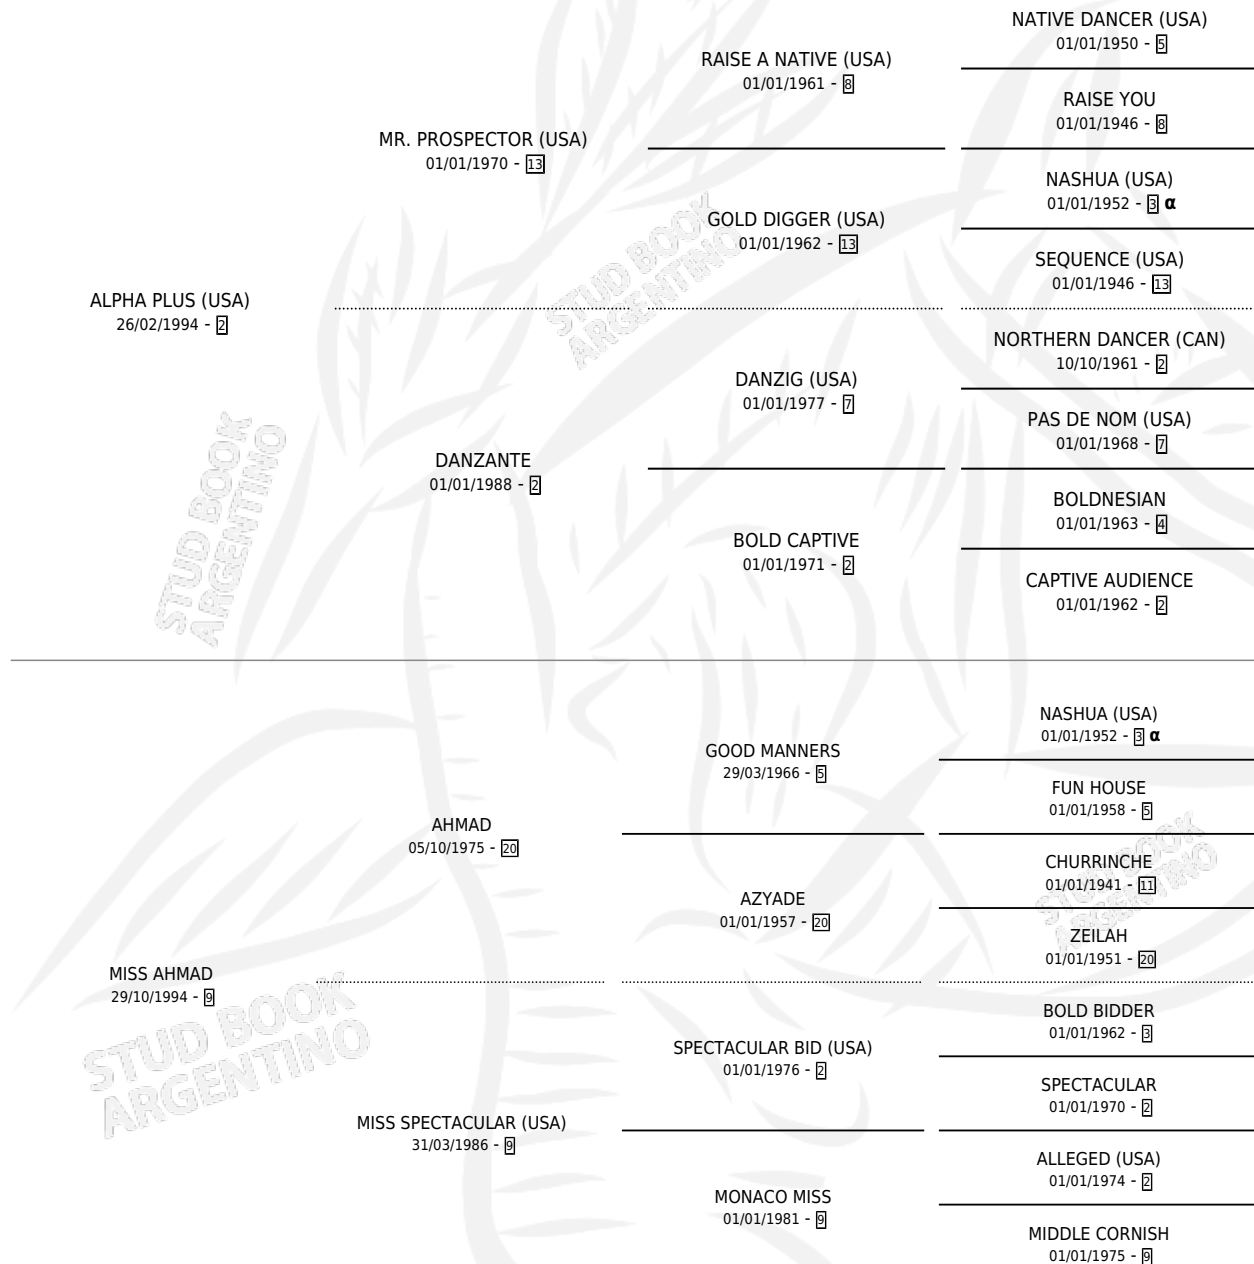 NATIVE DANCER (USA)
01/01/1950 - 5
RAISE A NATIVE (USA)
01/01/1961 - 8
RAISE YOU
01/01/1946 - 8
MR. PROSPECTOR (USA)
01/01/1970 - 13
NASHUA (USA)
01/01/1952 - 3 α
GOLD DIGGER (USA)
01/01/1962 - 13
SEQUENCE (USA)
01/01/1946 - 13
ALPHA PLUS (USA)
26/02/1994 - 2
NORTHERN DANCER (CAN)
10/10/1961 - 2
DANZIG (USA)
01/01/1977 - 7
PAS DE NOM (USA)
01/01/1968 - 7
DANZANTE
01/01/1988 - 2
BOLDNESIAN
01/01/1963 - 4
BOLD CAPTIVE
01/01/1971 - 2
CAPTIVE AUDIENCE
01/01/1962 - 2
STUD BOOK
ARGENTINO
STUD BOOK
ARGENTINO
NASHUA (USA)
01/01/1952 - 3 α
GOOD MANNERS
29/03/1966 - 5
FUN HOUSE
01/01/1958 - 5
AHMAD
05/10/1975 - 20
CHURRINCHE
01/01/1941 - 11
AZYADE
01/01/1957 - 20
ZEILAH
01/01/1951 - 20
MISS AHMAD
29/10/1994 - 9
BOLD BIDDER
01/01/1962 - 3
SPECTACULAR BID (USA)
01/01/1976 - 2
SPECTACULAR
01/01/1970 - 2
MISS SPECTACULAR (USA)
31/03/1986 - 9
ALLEGED (USA)
01/01/1974 - 2
MONACO MISS
01/01/1981 - 9
MIDDLE CORNISH
01/01/1975 - 9
STUD BOOK
ARGENTINO
STUD BOOK
ARGENTINO